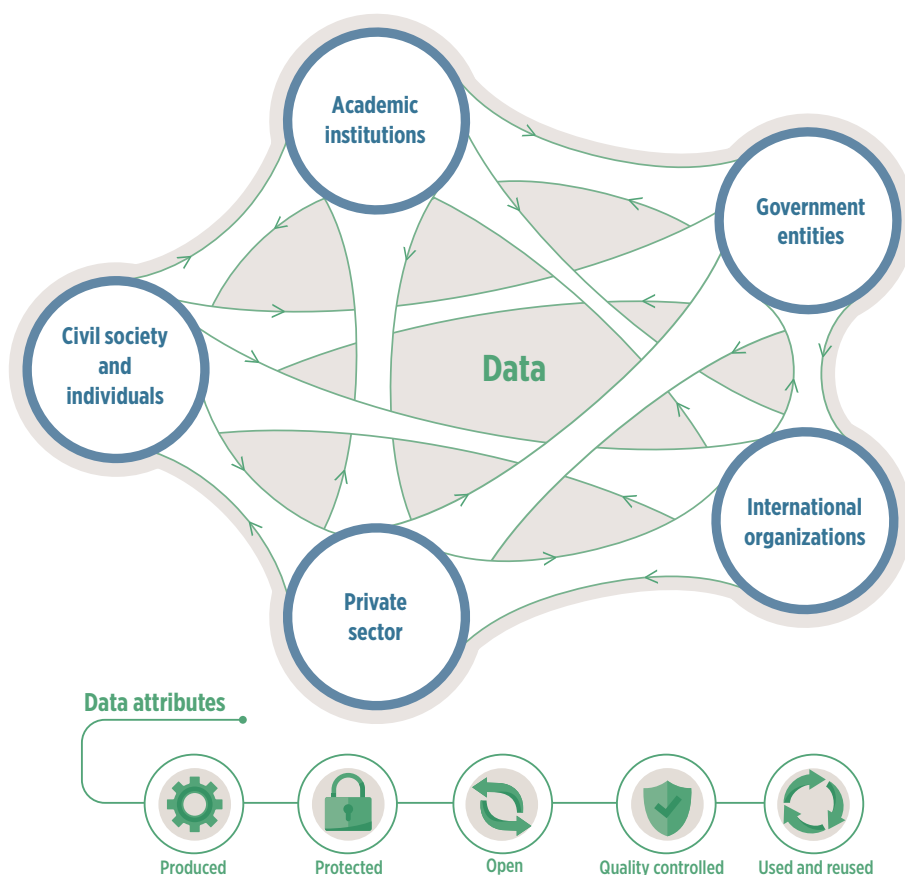 Academic
institutions
Government
entities
Civil society
and
individuals
Data
International
organizations
Private
sector
Data attributes
Produced
Protected
Open
Quality controlled
Used and reused